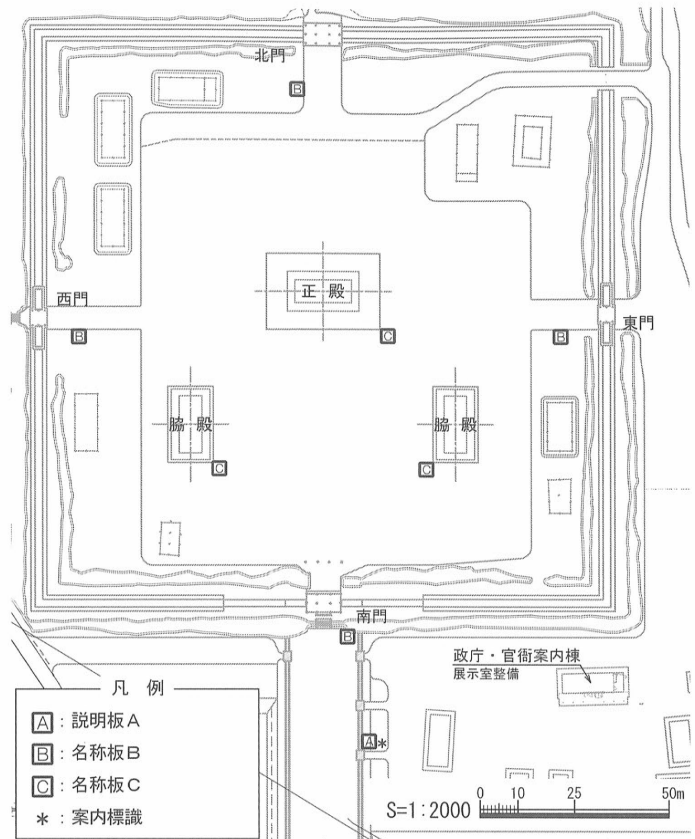 北門
B
西門
B
正　殿
C
東門
B
脇　殿
C
脇　殿
C
南門
B
政庁・官衙案内棟
展示室整備
A *
凡　例
A : 説明板A
B : 名称板B
C : 名称板C
* : 案内標識
S=1:2000
0 10 25 50m